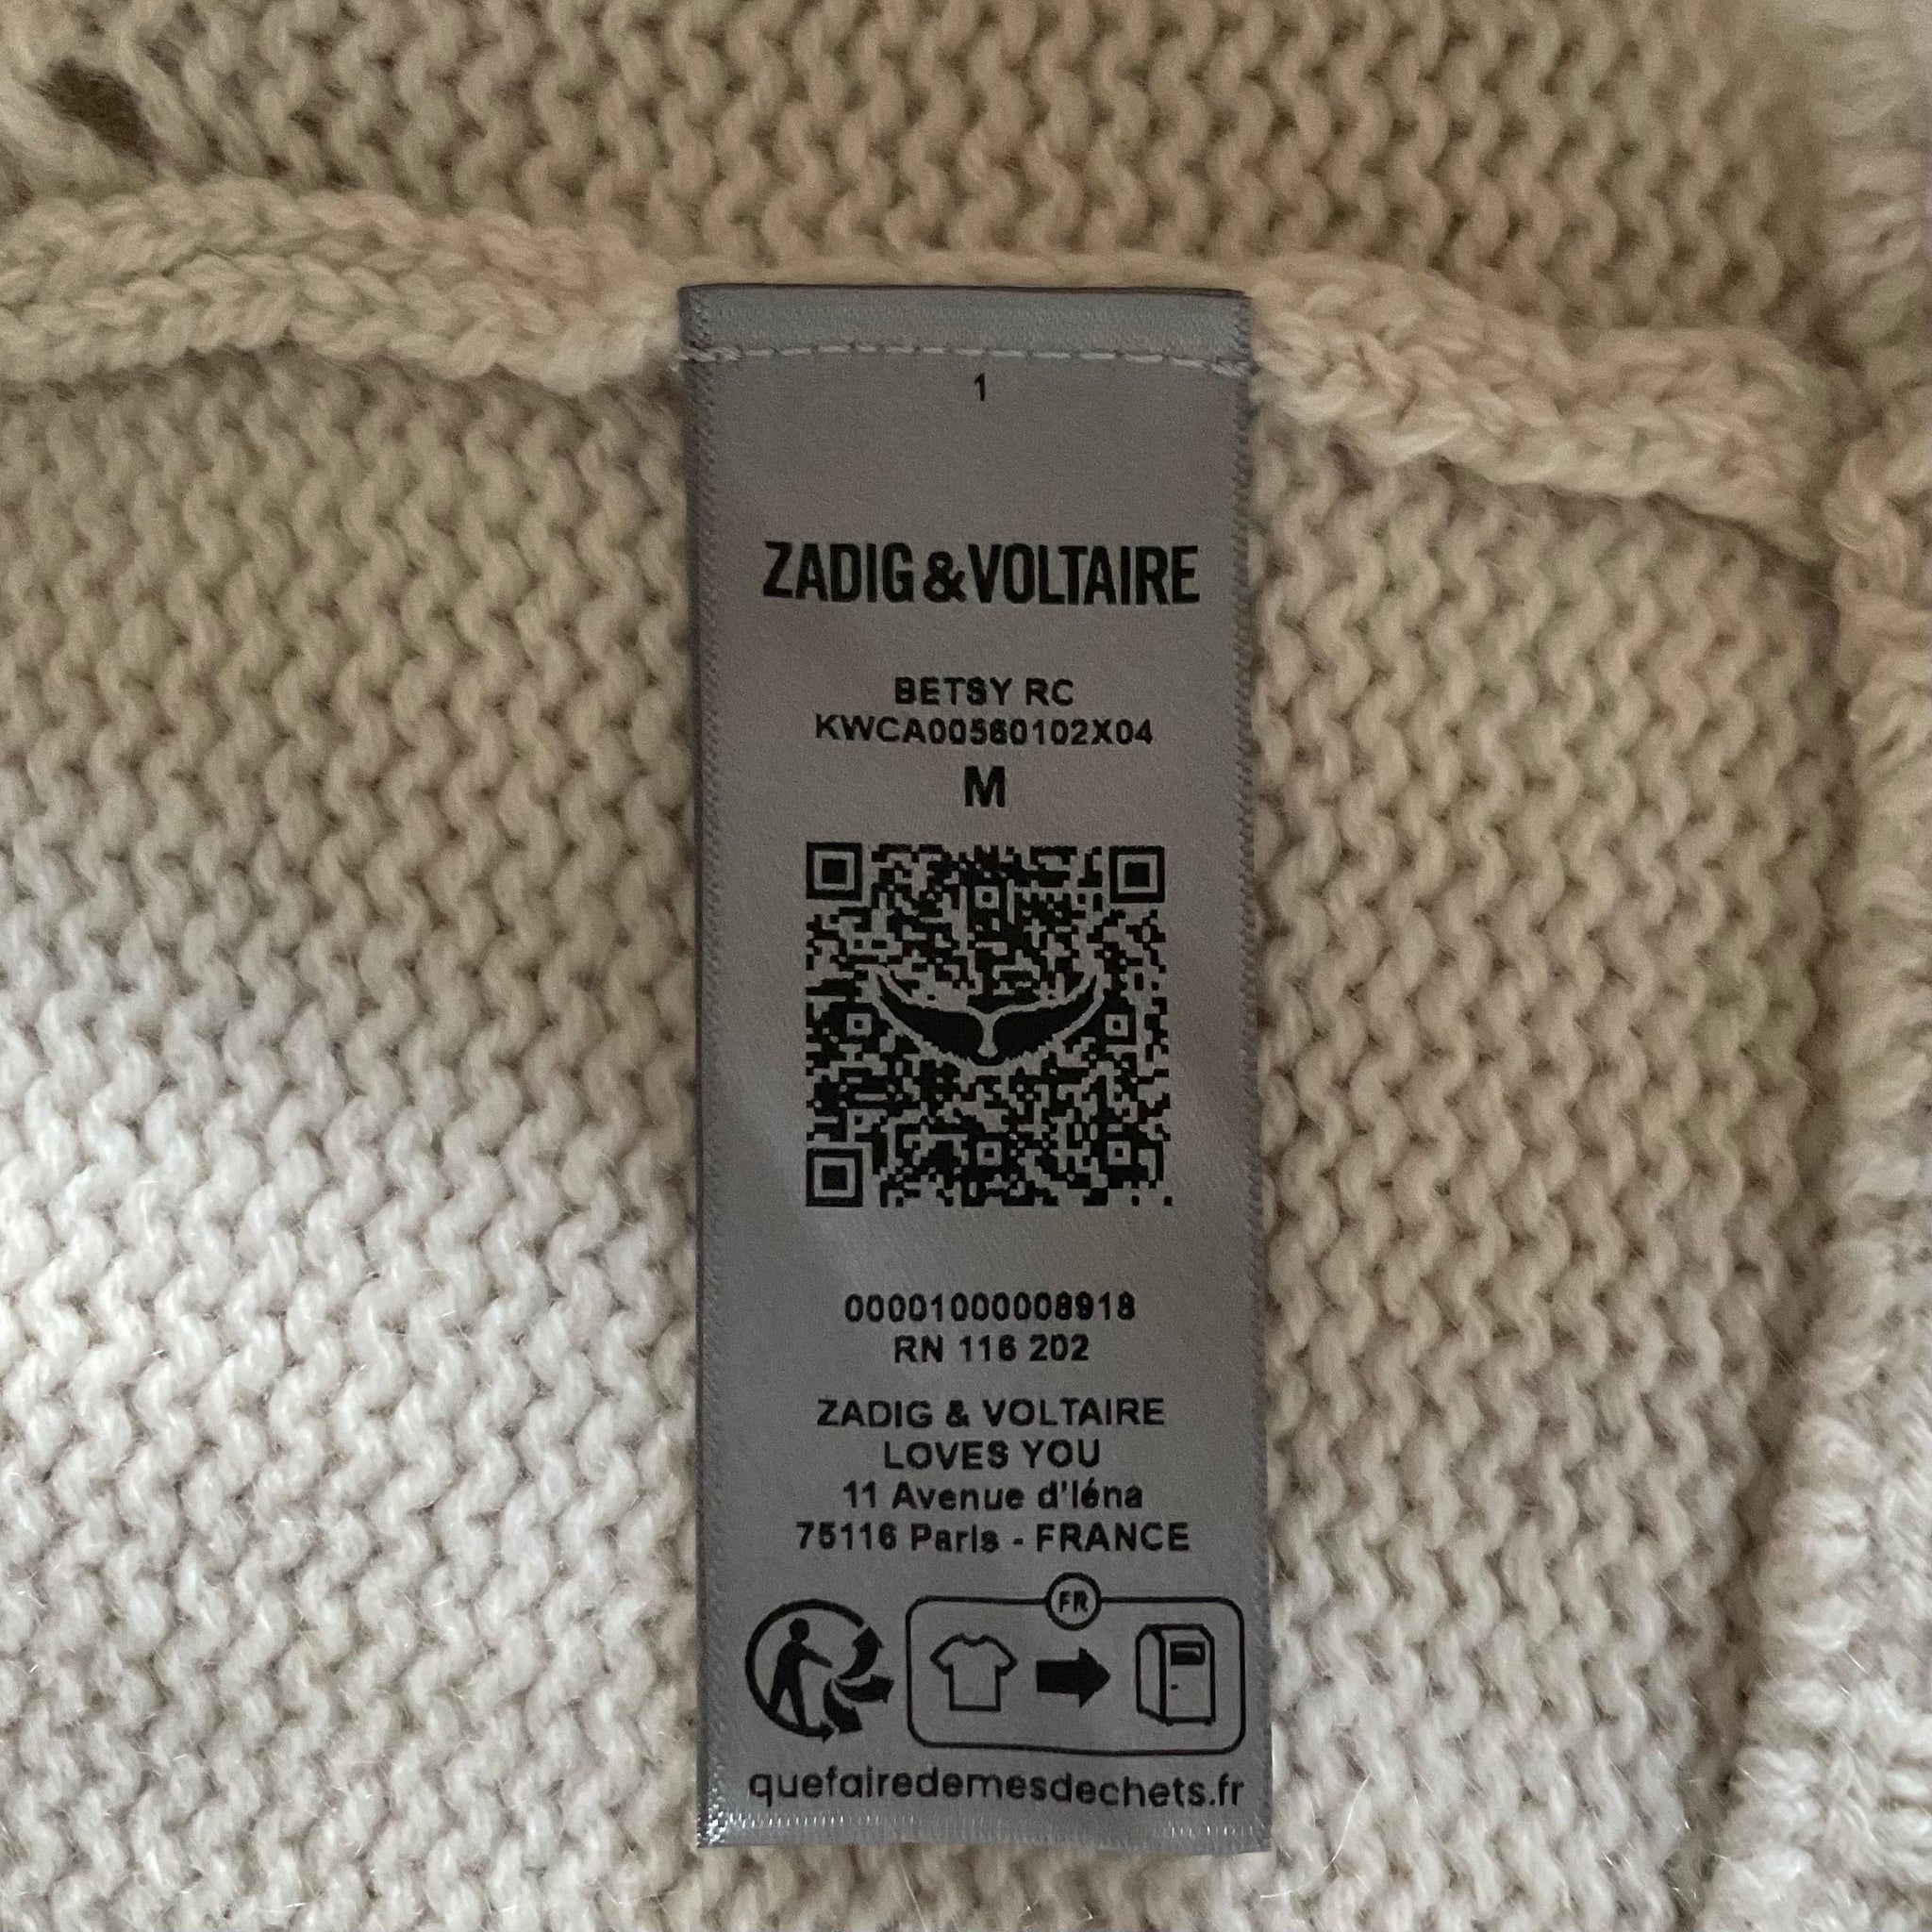 1
ZADIG & VOLTAIRE
BETSY RC
KWCA00560102X04
M
00001000008918
RN 116 202
ZADIG & VOLTAIRE
LOVES YOU
11 Avenue d'Iéna
75116 Paris - FRANCE
FR
quefairedemesdechets.fr